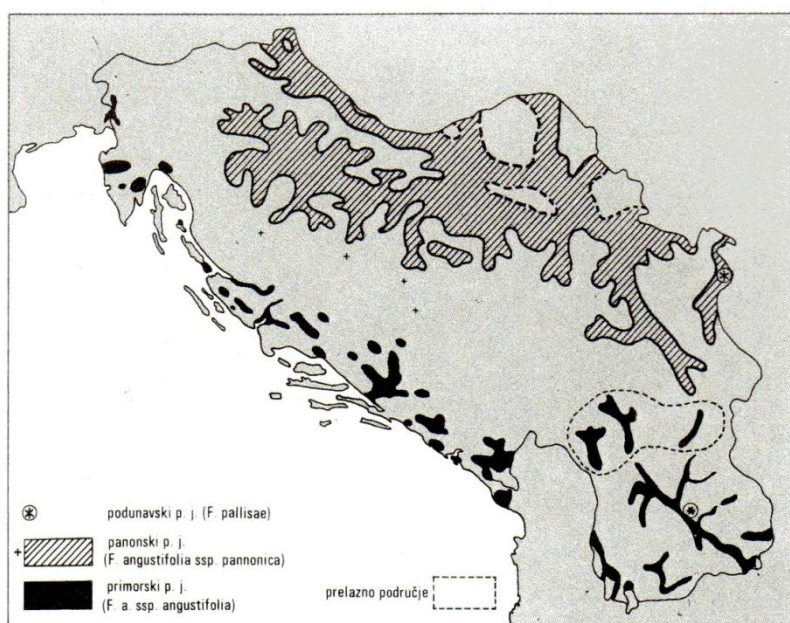 podunavski p. j. (F. pallisae)
panonski p. j.
(F. angustifolia ssp. pannonica)
primorski p. j.
(F. a. ssp. angustifolia)
prelazno područje